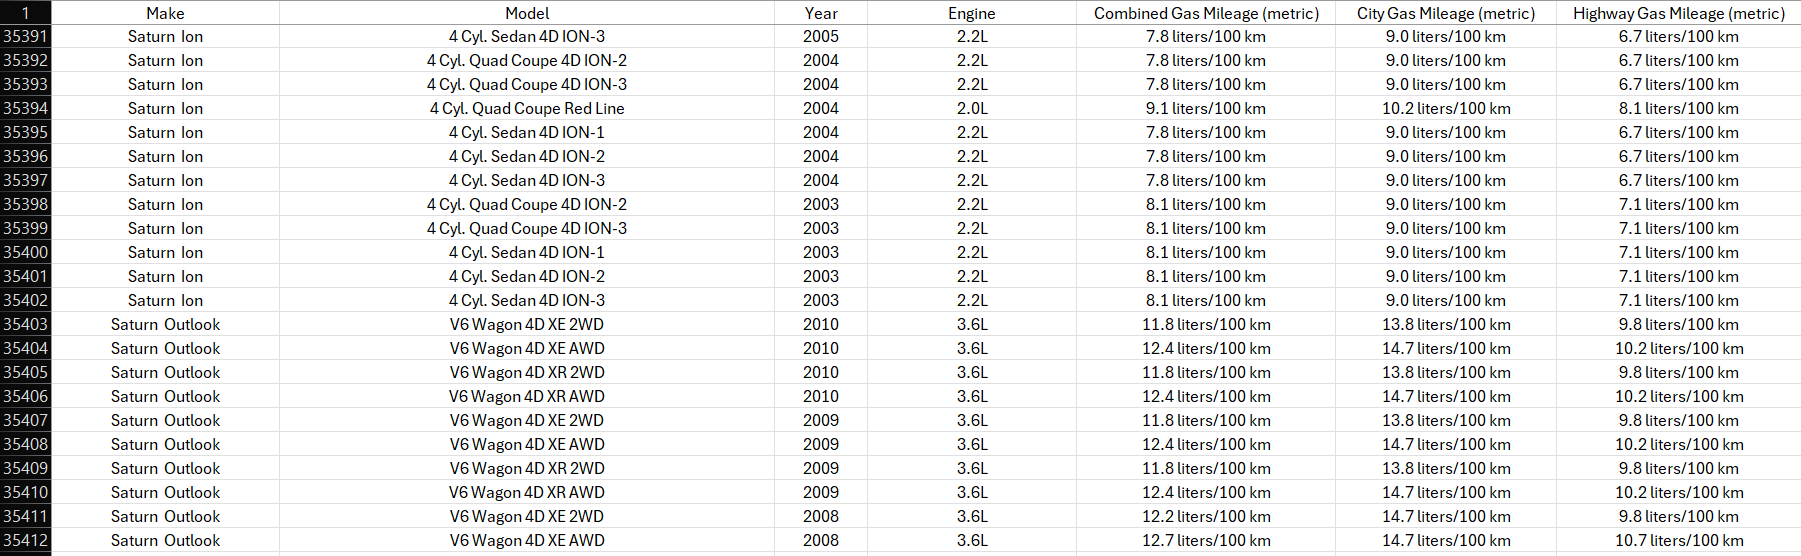 1 Make Model Year Engine Combined Gas Mileage (metric) City Gas Mileage (metric) Highway Gas Mileage (metric)
35391 Saturn Ion 4 Cyl. Sedan 4D ION-3 2005 2.2L 7.8 liters/100 km 9.0 liters/100 km 6.7 liters/100 km
35392 Saturn Ion 4 Cyl. Quad Coupe 4D ION-2 2004 2.2L 7.8 liters/100 km 9.0 liters/100 km 6.7 liters/100 km
35393 Saturn Ion 4 Cyl. Quad Coupe 4D ION-3 2004 2.2L 7.8 liters/100 km 9.0 liters/100 km 6.7 liters/100 km
35394 Saturn Ion 4 Cyl. Quad Coupe Red Line 2004 2.0L 9.1 liters/100 km 10.2 liters/100 km 8.1 liters/100 km
35395 Saturn Ion 4 Cyl. Sedan 4D ION-1 2004 2.2L 7.8 liters/100 km 9.0 liters/100 km 6.7 liters/100 km
35396 Saturn Ion 4 Cyl. Sedan 4D ION-2 2004 2.2L 7.8 liters/100 km 9.0 liters/100 km 6.7 liters/100 km
35397 Saturn Ion 4 Cyl. Sedan 4D ION-3 2004 2.2L 7.8 liters/100 km 9.0 liters/100 km 6.7 liters/100 km
35398 Saturn Ion 4 Cyl. Quad Coupe 4D ION-2 2003 2.2L 8.1 liters/100 km 9.0 liters/100 km 7.1 liters/100 km
35399 Saturn Ion 4 Cyl. Quad Coupe 4D ION-3 2003 2.2L 8.1 liters/100 km 9.0 liters/100 km 7.1 liters/100 km
35400 Saturn Ion 4 Cyl. Sedan 4D ION-1 2003 2.2L 8.1 liters/100 km 9.0 liters/100 km 7.1 liters/100 km
35401 Saturn Ion 4 Cyl. Sedan 4D ION-2 2003 2.2L 8.1 liters/100 km 9.0 liters/100 km 7.1 liters/100 km
35402 Saturn Ion 4 Cyl. Sedan 4D ION-3 2003 2.2L 8.1 liters/100 km 9.0 liters/100 km 7.1 liters/100 km
35403 Saturn Outlook V6 Wagon 4D XE 2WD 2010 3.6L 11.8 liters/100 km 13.8 liters/100 km 9.8 liters/100 km
35404 Saturn Outlook V6 Wagon 4D XE AWD 2010 3.6L 12.4 liters/100 km 14.7 liters/100 km 10.2 liters/100 km
35405 Saturn Outlook V6 Wagon 4D XR 2WD 2010 3.6L 11.8 liters/100 km 13.8 liters/100 km 9.8 liters/100 km
35406 Saturn Outlook V6 Wagon 4D XR AWD 2010 3.6L 12.4 liters/100 km 14.7 liters/100 km 10.2 liters/100 km
35407 Saturn Outlook V6 Wagon 4D XE 2WD 2009 3.6L 11.8 liters/100 km 13.8 liters/100 km 9.8 liters/100 km
35408 Saturn Outlook V6 Wagon 4D XE AWD 2009 3.6L 12.4 liters/100 km 14.7 liters/100 km 10.2 liters/100 km
35409 Saturn Outlook V6 Wagon 4D XR 2WD 2009 3.6L 11.8 liters/100 km 13.8 liters/100 km 9.8 liters/100 km
35410 Saturn Outlook V6 Wagon 4D XR AWD 2009 3.6L 12.4 liters/100 km 14.7 liters/100 km 10.2 liters/100 km
35411 Saturn Outlook V6 Wagon 4D XE 2WD 2008 3.6L 12.2 liters/100 km 14.7 liters/100 km 9.8 liters/100 km
35412 Saturn Outlook V6 Wagon 4D XE AWD 2008 3.6L 12.7 liters/100 km 14.7 liters/100 km 10.7 liters/100 km